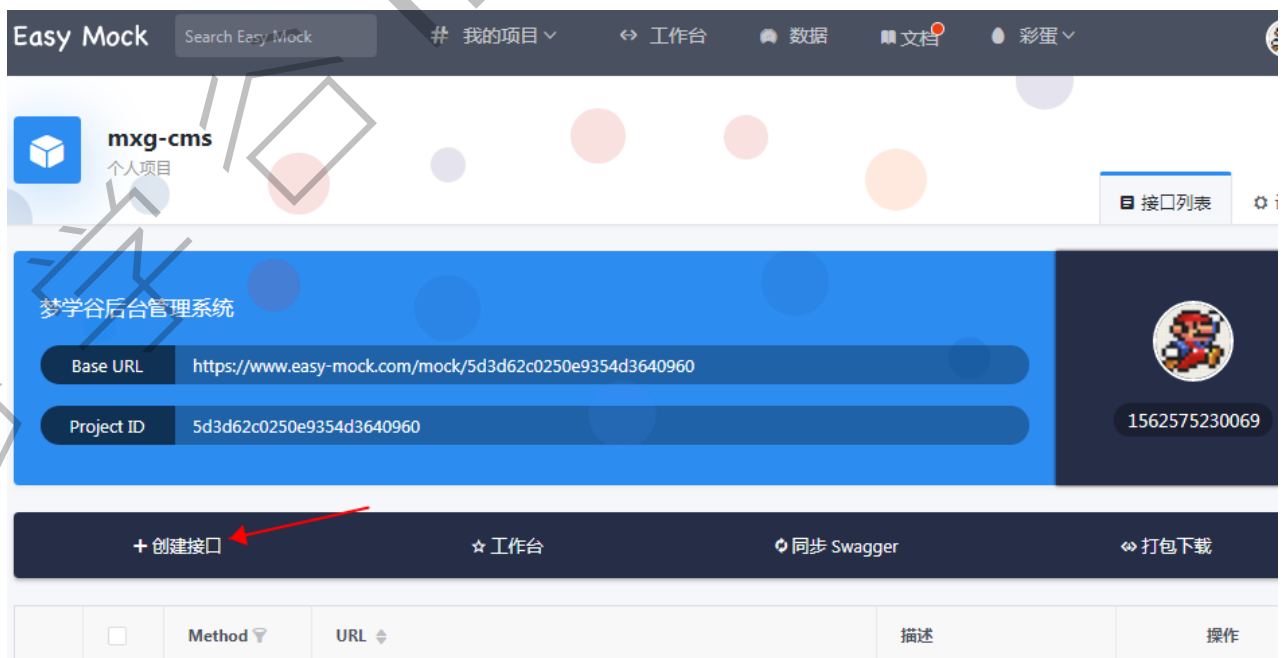 Easy Mock Search Easy Mock 我的项目 工作台 数据 文档 彩蛋
mxg-cms
个人项目
接口列表
梦学谷后台管理系统
Base URL https://www.easy-mock.com/mock/5d3d62c0250e9354d3640960
Project ID 5d3d62c0250e9354d3640960
1562575230069
创建接口 工作台 同步 Swagger 打包下载
Method URL 描述 操作